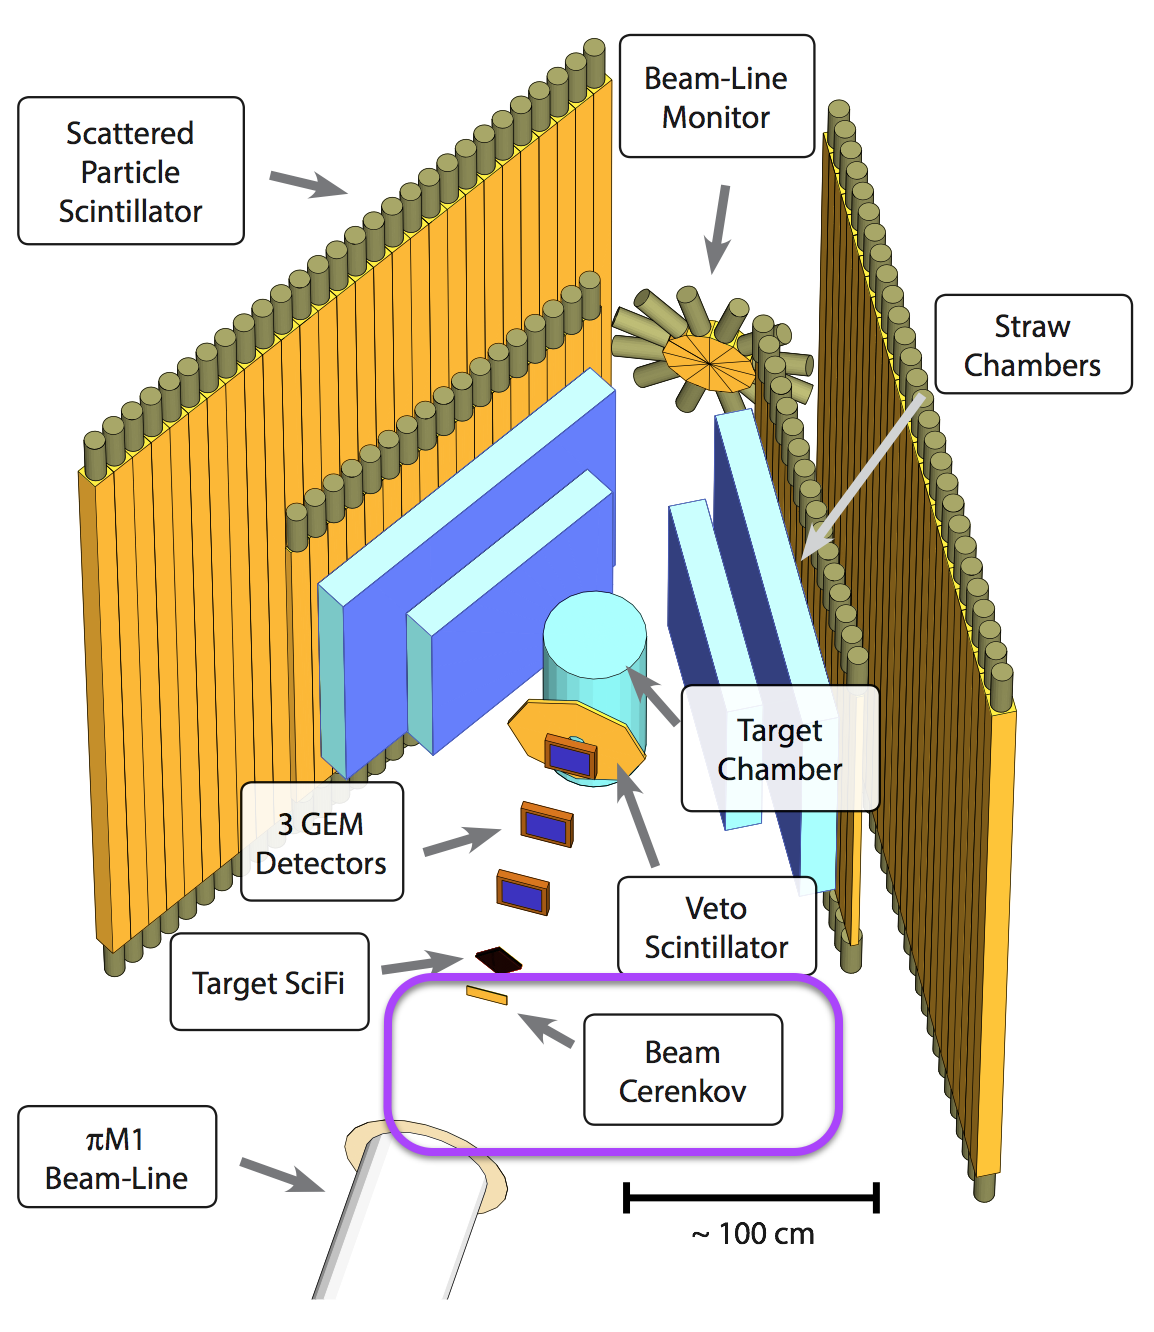 Beam-Line
Monitor
Scattered
Particle
Scintillator
Straw
Chambers
Target
Chamber
3 GEM
Detectors
Veto
Scintillator
Target SciFi
Beam
Cerenkov
πM1
Beam-Line
~ 100 cm